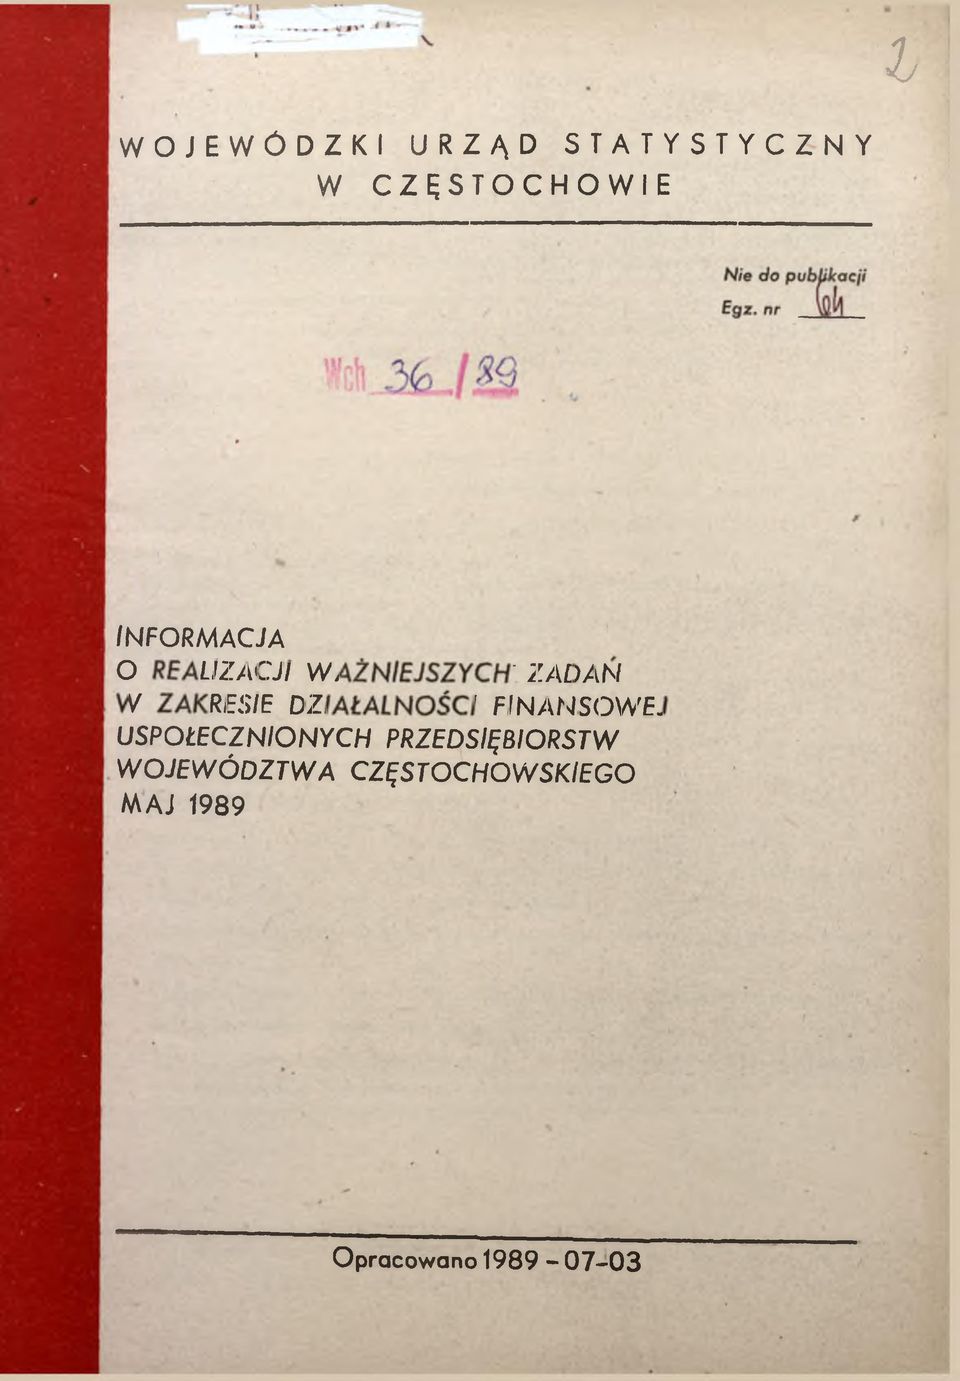 2
WOJEWÓDZKI URZĄD STATYSTYCZNY
W CZĘSTOCHOWIE
Nie do publikacji
Egz. nr
Wch 36/89
INFORMACJA
O REALIZACJI WAŻNIEJSZYCH ZADAŃ
W ZAKRESIE DZIAŁALNOŚCI FINANSOWEJ
USPOŁECZNIONYCH PRZEDSIĘBIORSTW
WOJEWÓDZTWA CZĘSTOCHOWSKIEGO
MAJ 1989
Opracowano 1989-07-03